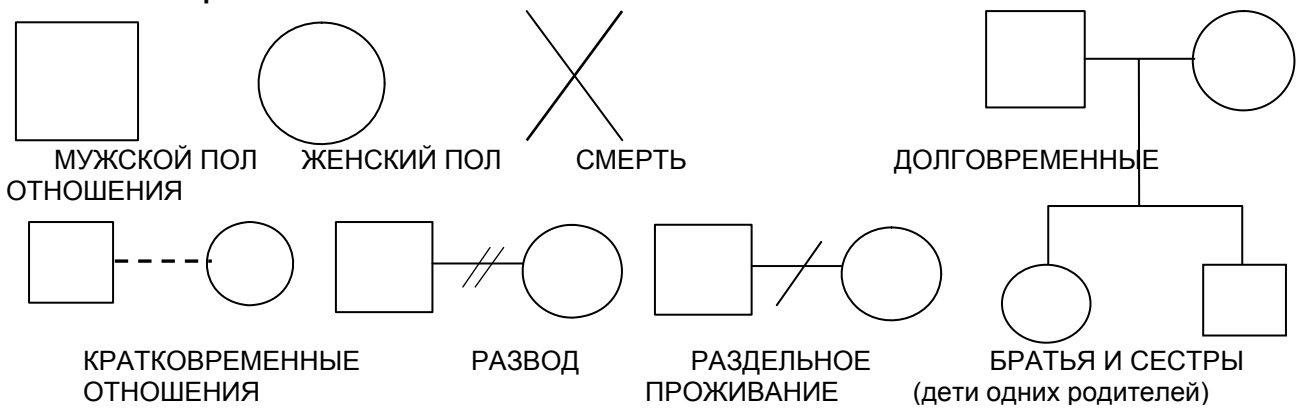 МУЖСКОЙ ПОЛ ЖЕНСКИЙ ПОЛ СМЕРТЬ ДОЛГОВРЕМЕННЫЕ
ОТНОШЕНИЯ
КРАТКОВРЕМЕННЫЕ РАЗВОД РАЗДЕЛЬНОЕ БРАТЬЯ И СЕСТРЫ
ОТНОШЕНИЯ ПРОЖИВАНИЕ (дети одних родителей)